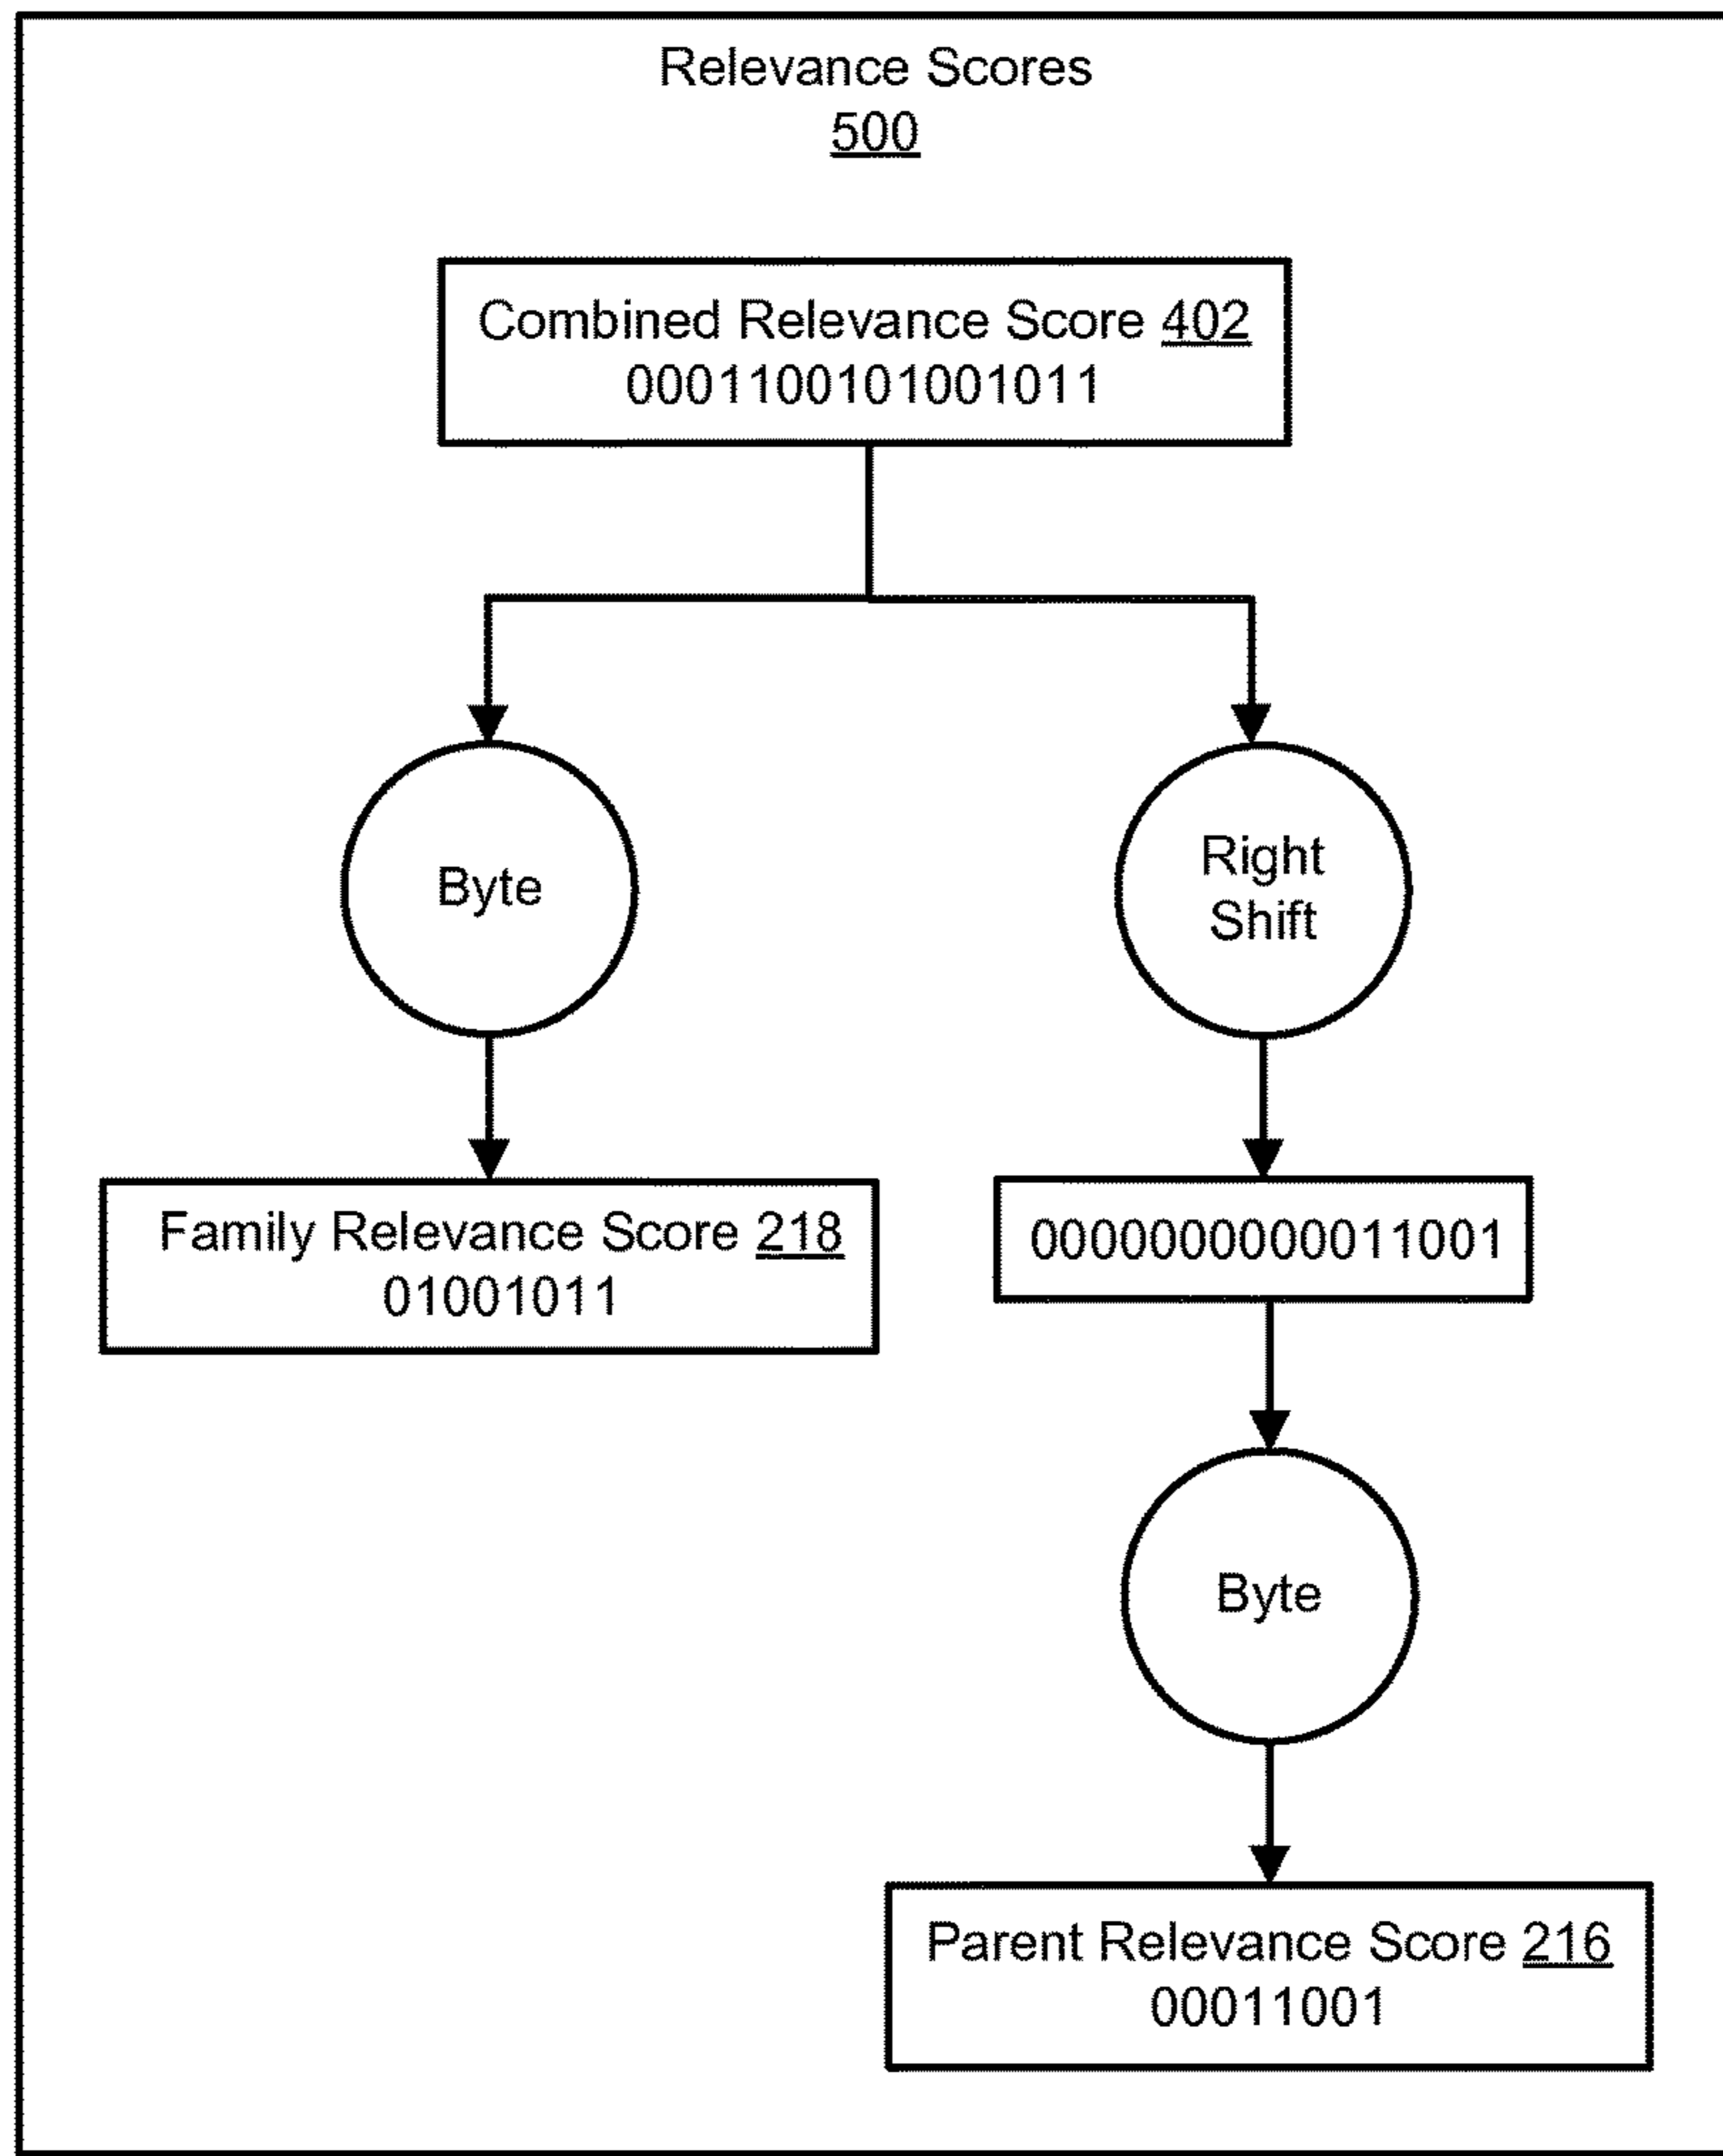 Relevance Scores
500
Combined Relevance Score 402
0001100101001011
Byte
Right
Shift
Family Relevance Score 218
01001011
0000000000011001
Byte
Parent Relevance Score 216
00011001